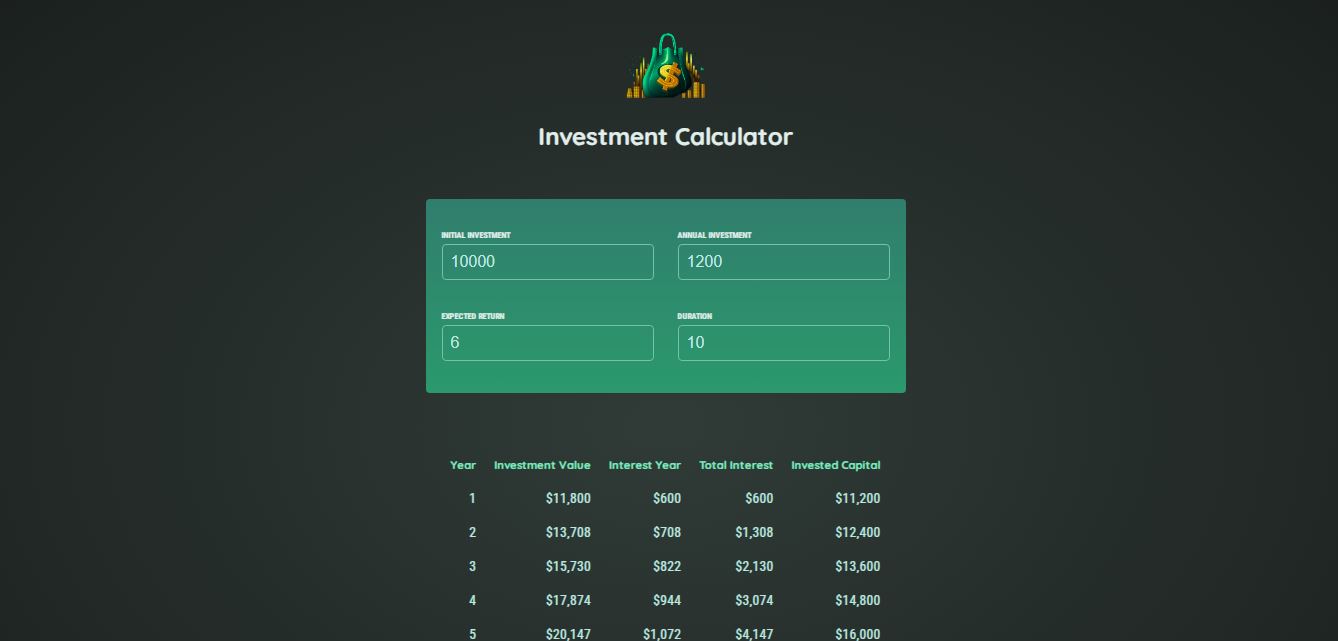 $
Investment Calculator
INITIAL INVESTMENT ANNUAL INVESTMENT
10000 1200
EXPECTED RETURN DURATION
6 10
Year Investment Value Interest Year Total Interest Invested Capital
1 $11,800 $600 $600 $11,200
2 $13,708 $708 $1,308 $12,400
3 $15,730 $822 $2,130 $13,600
4 $17,874 $944 $3,074 $14,800
5 $20,147 $1,072 $4,147 $16,000